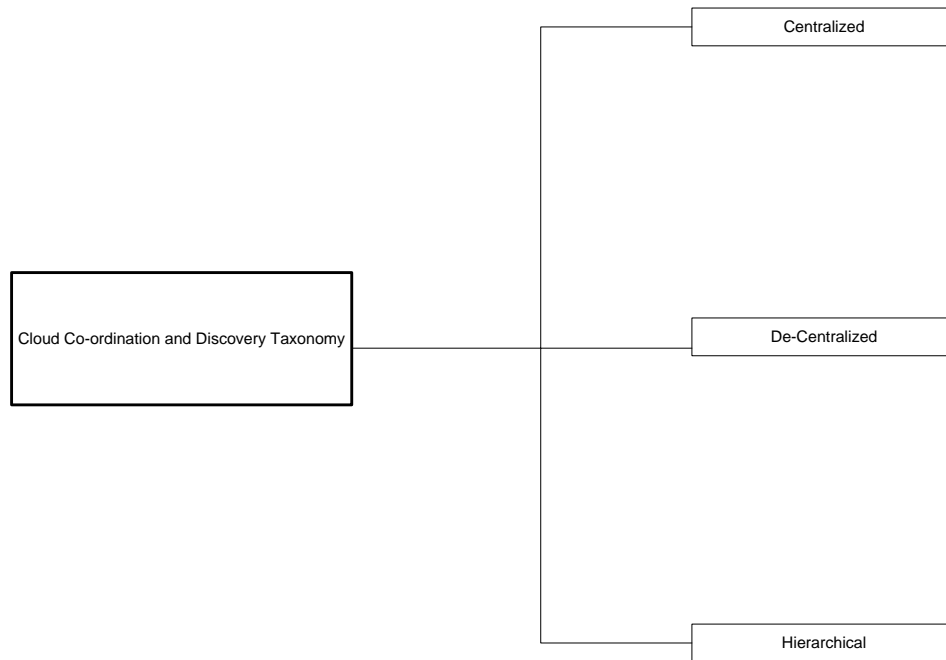 Centralized
Cloud Co-ordination and Discovery Taxonomy
De-Centralized
Hierarchical